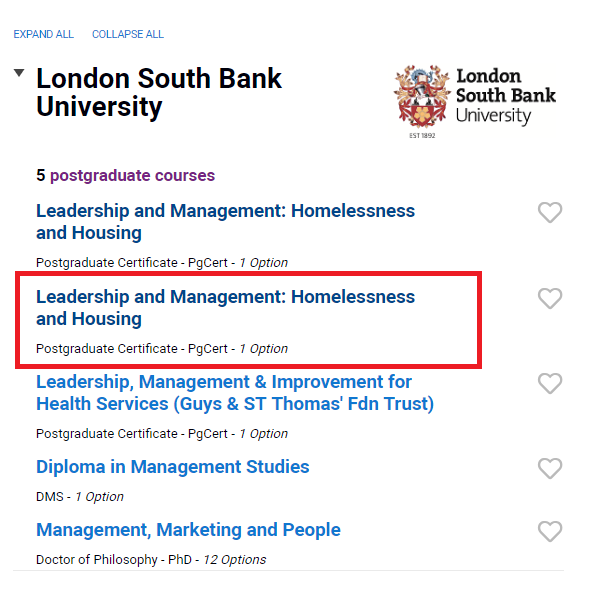 EXPAND ALL COLLAPSE ALL
London South Bank
University
London
South Bank
University
EST 1892
5 postgraduate courses
Leadership and Management: Homelessness
and Housing
Postgraduate Certificate - PgCert - 1 Option
Leadership and Management: Homelessness
and Housing
Postgraduate Certificate - PgCert - 1 Option
Leadership, Management & Improvement for
Health Services (Guys & ST Thomas' Fdn Trust)
Postgraduate Certificate - PgCert - 1 Option
Diploma in Management Studies
DMS - 1 Option
Management, Marketing and People
Doctor of Philosophy - PhD - 12 Options